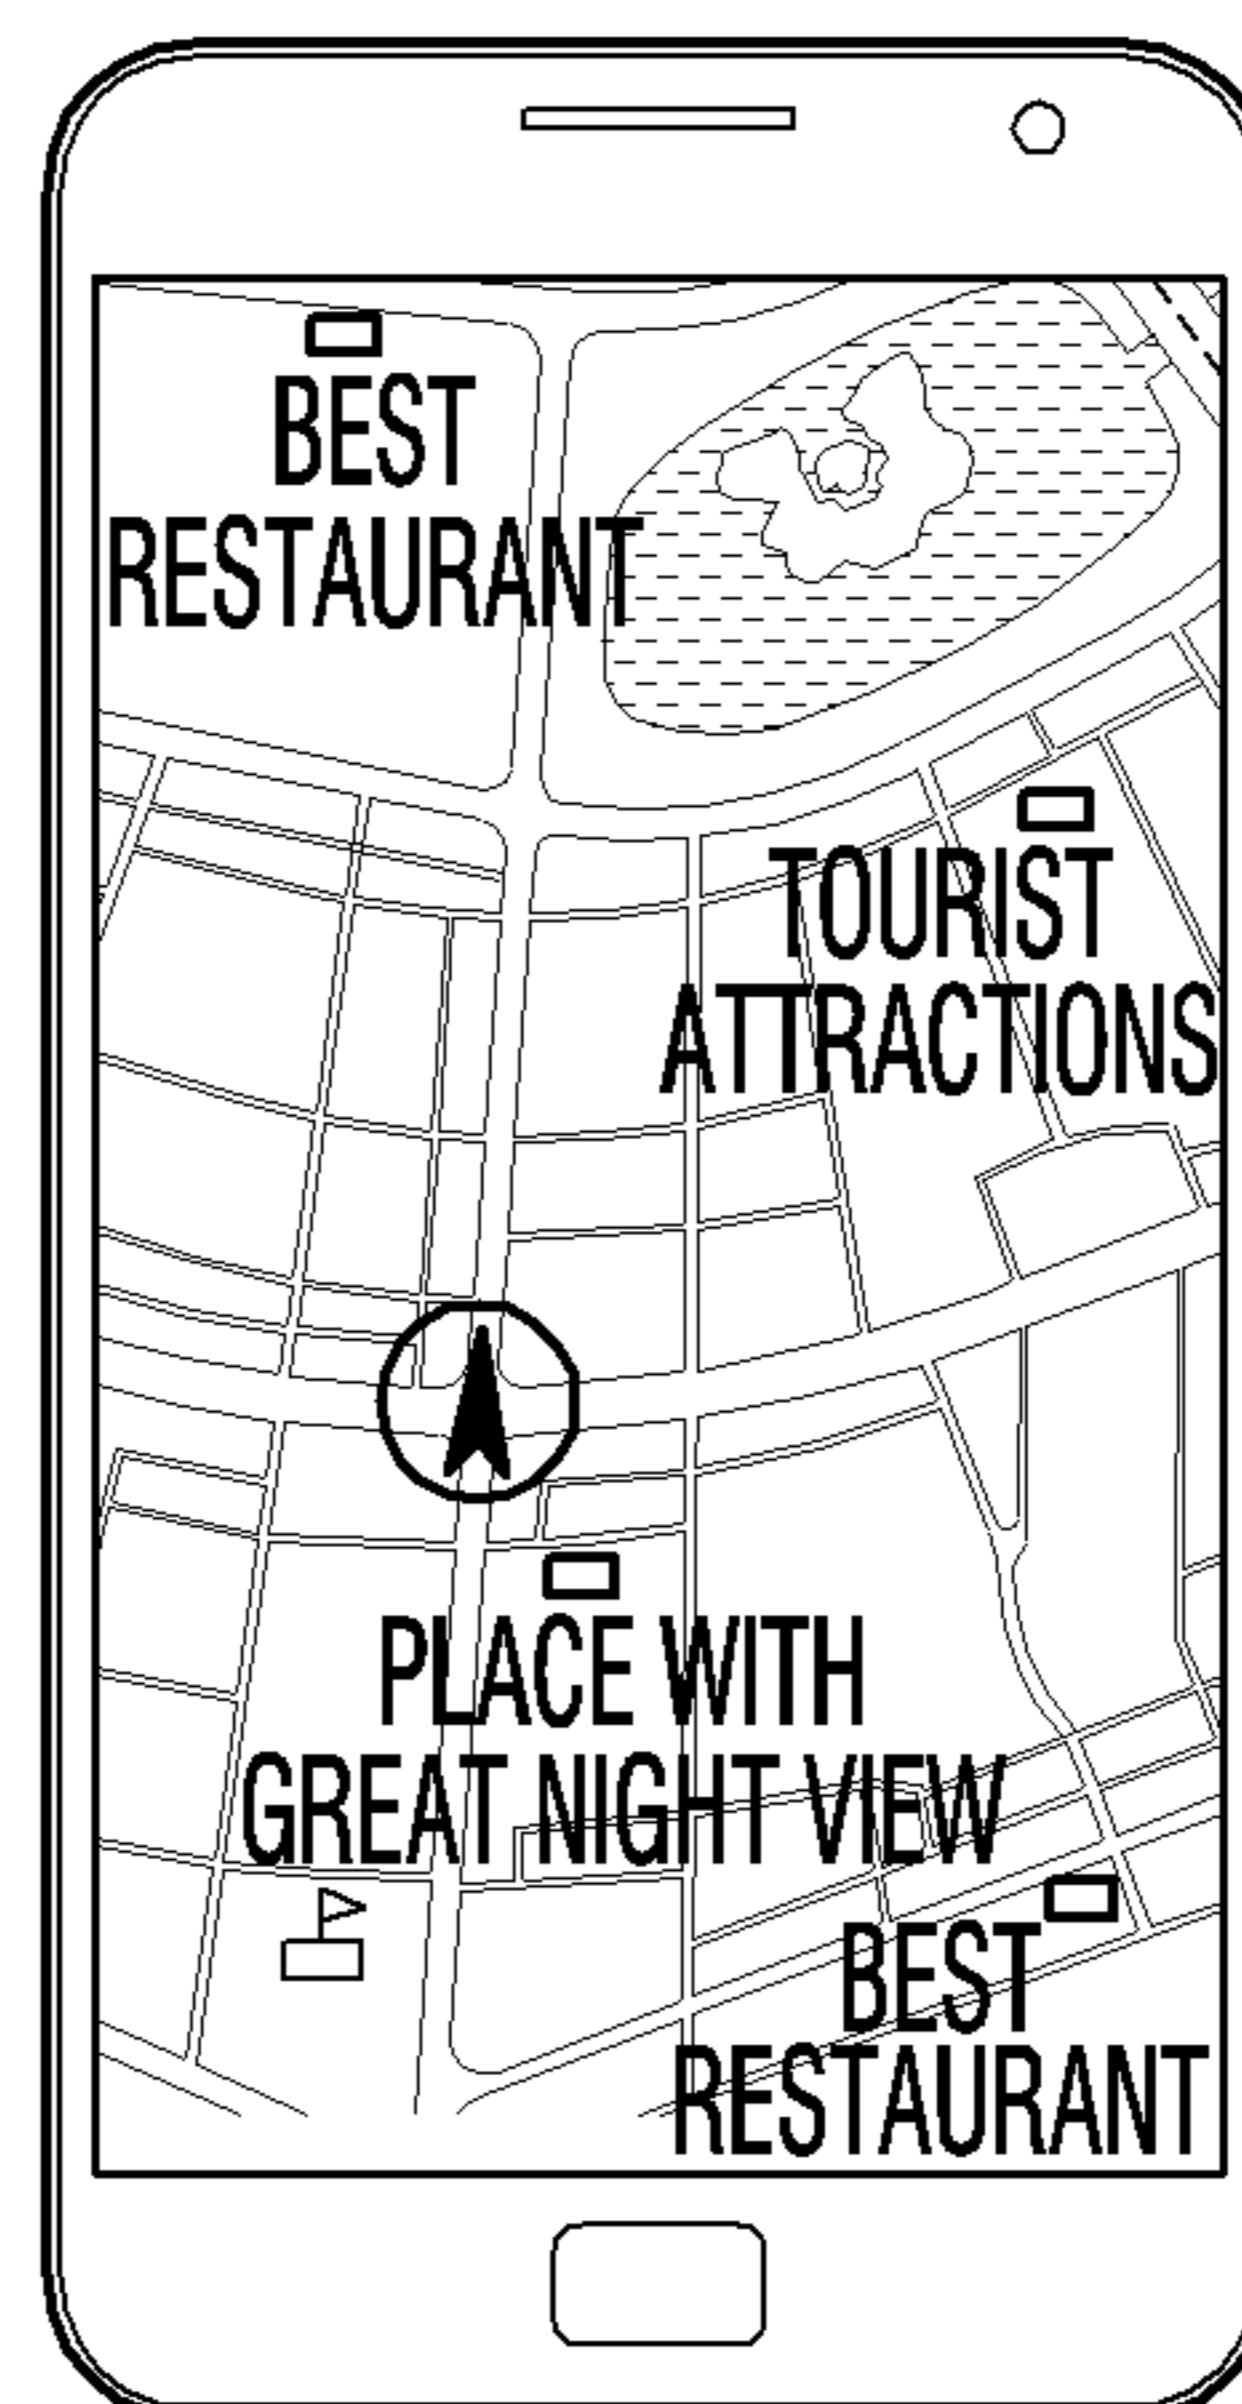 BEST
RESTAURANT
TOURIST
ATTRACTIONS
PLACE WITH
GREAT NIGHT VIEW
BEST
RESTAURANT